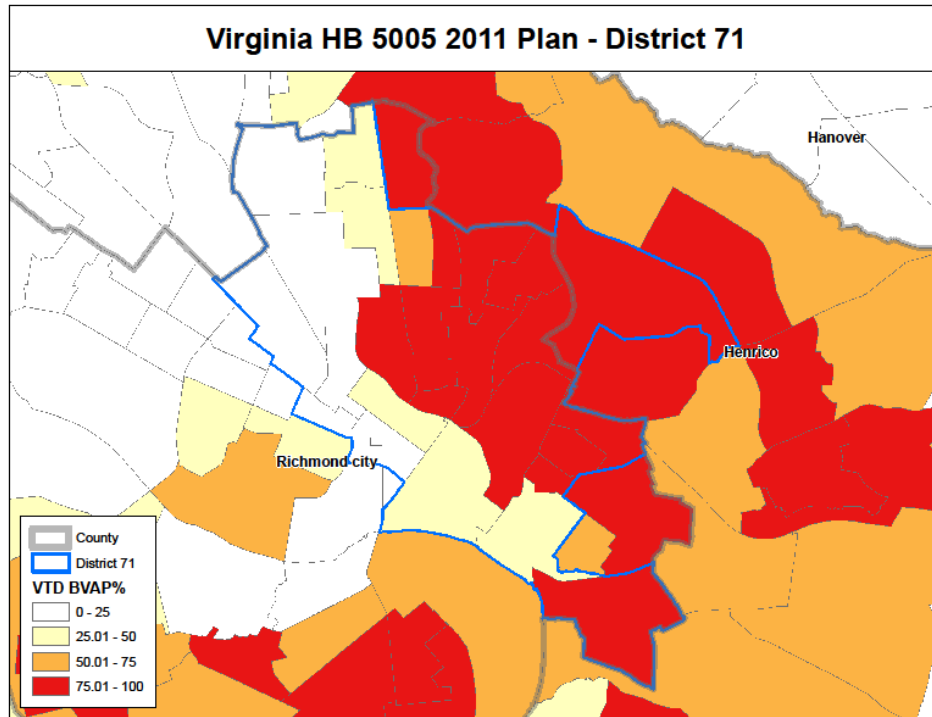 Virginia HB 5005 2011 Plan - District 71
Hanover
Henrico
Richmond city
County
District 71
VTD BVAP%
0 - 25
25.01 - 50
50.01 - 75
75.01 - 100